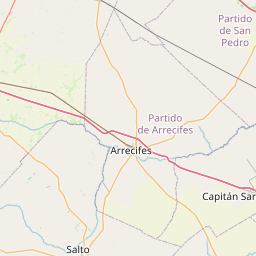 Partido
de San
Pedro
Partido
de Arrecifes
Arrecifes
Capitán Sar
Salto